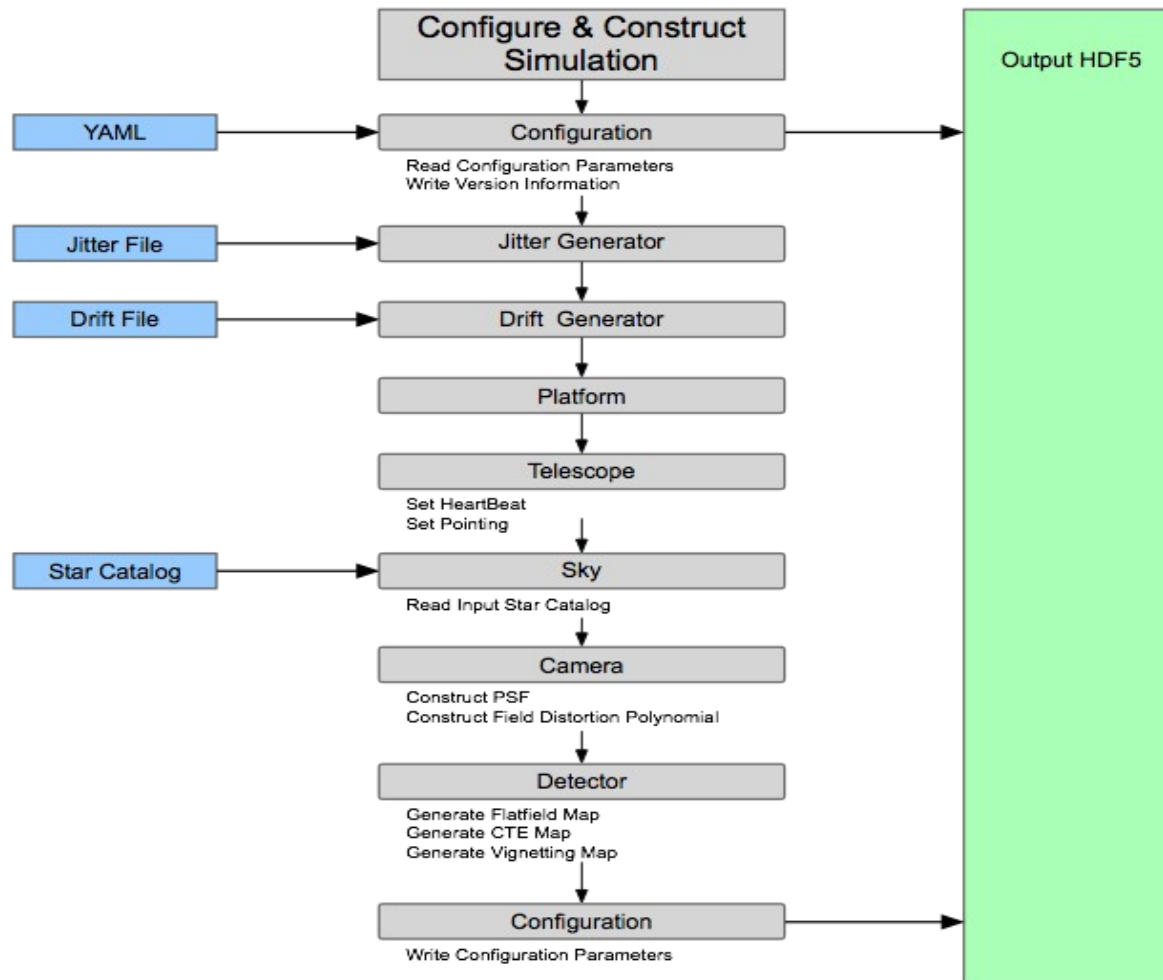 Configure & Construct
Simulation
Output HDF5
YAML
Configuration
Read Configuration Parameters
Write Version Information
Jitter File
Jitter Generator
Drift File
Drift Generator
Platform
Telescope
Set HeartBeat
Set Pointing
Star Catalog
Sky
Read Input Star Catalog
Camera
Construct PSF
Construct Field Distortion Polynomial
Detector
Generate Flatfield Map
Generate CTE Map
Generate Vignetting Map
Configuration
Write Configuration Parameters